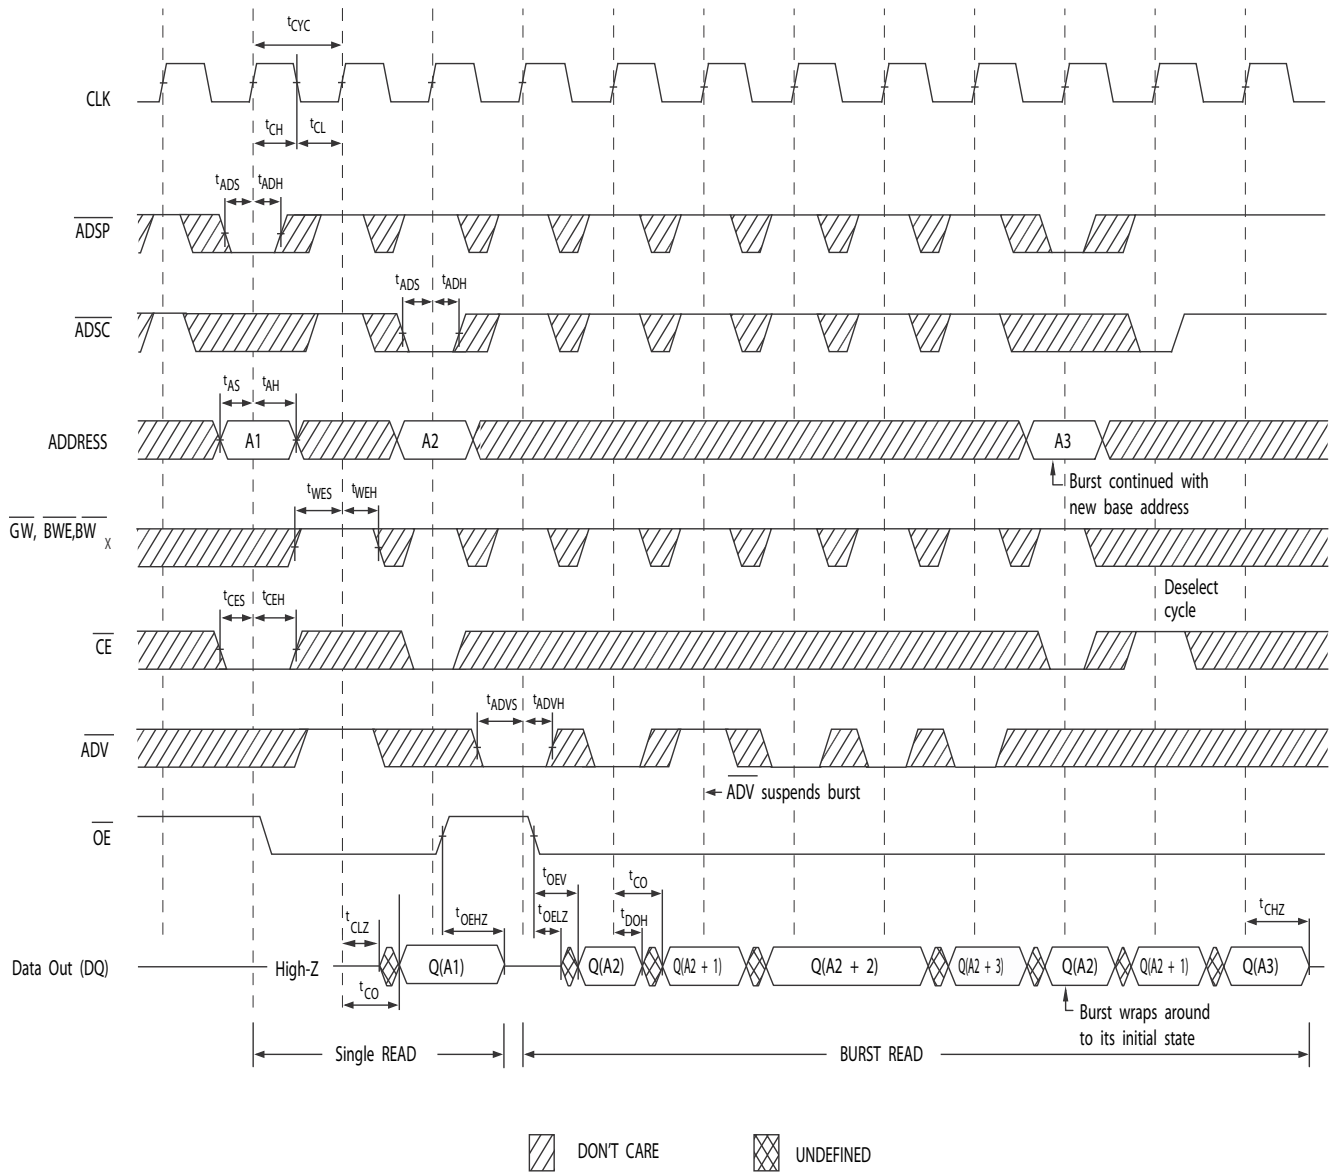 tCYC
CLK
tCH
tCL
tADS
tADH
ADSP
tADS
tADH
ADSC
tAS
tAH
ADDRESS
A1
A2
A3
Burst continued with
new base address
tWES
tWEH
GW, BWE,BW X
Deselect
cycle
tCES
tCEH
CE
tADVS
tADVH
ADV
ADV suspends burst
OE
tOEV
tCO
tCLZ
tOEHZ
tOELZ
tDOH
tCHZ
Data Out (DQ)
High-Z
Q(A1)
Q(A2)
Q(A2 + 1)
Q(A2 + 2)
Q(A2 + 3)
Q(A2)
Q(A2 + 1)
Q(A3)
tCO
Burst wraps around
to its initial state
Single READ
BURST READ
DON'T CARE
UNDEFINED